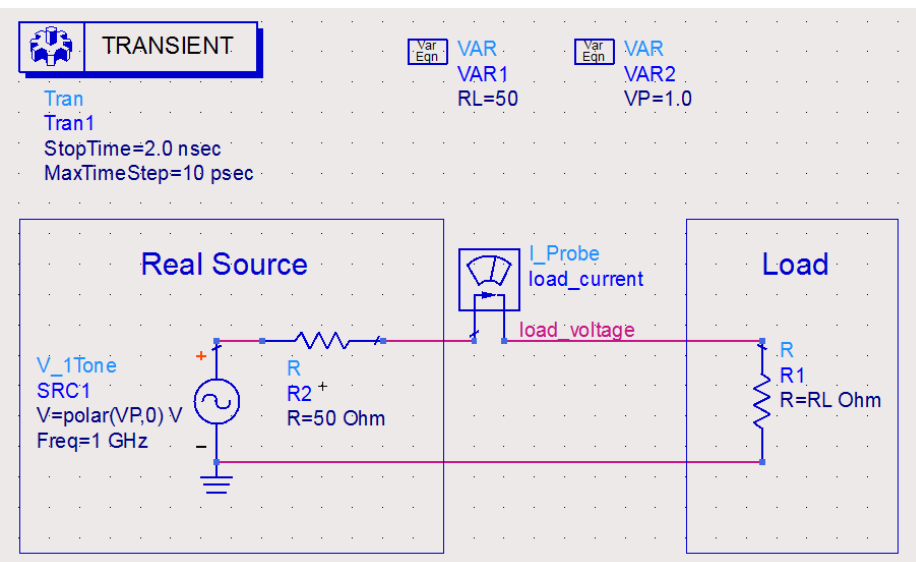 TRANSIENT
Tran
Tran1
StopTime=2.0 nsec
MaxTimeStep=10 psec
Var
Eqn
VAR
VAR1
RL=50
Var
Eqn
VAR
VAR2
VP=1.0
Real Source
V_1Tone
SRC1
V=polar(VP,0) V
Freq=1 GHz
+
−
R
R2
+
R=50 Ohm
I_Probe
load_current
load_voltage
Load
R
R1
R=RL Ohm